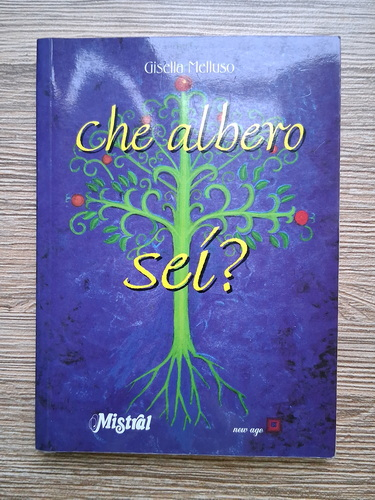 Gisella Melluso
che albero
sei?
Mistral
new age